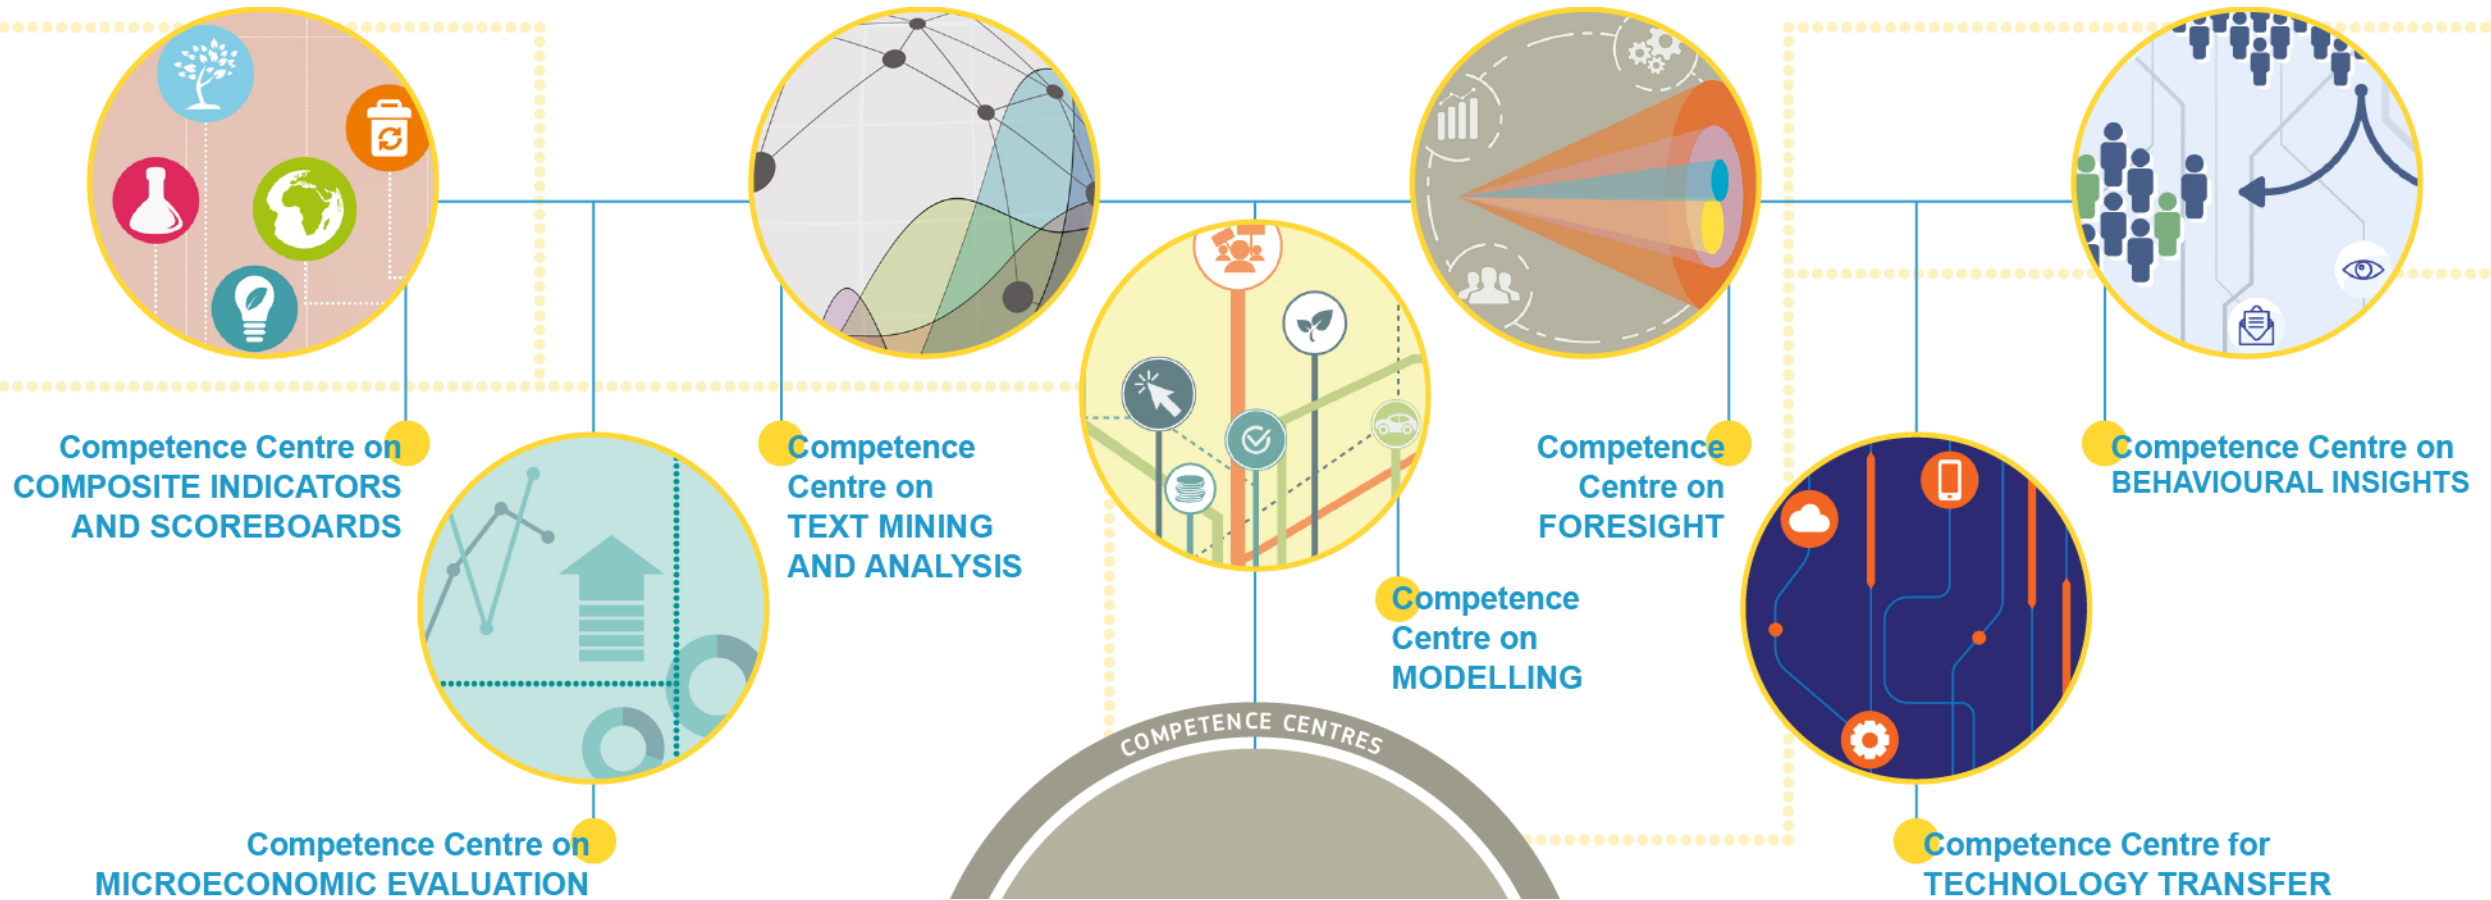 Competence Centre on
COMPOSITE INDICATORS
AND SCOREBOARDS
Competence
Centre on
TEXT MINING
AND ANALYSIS
Competence
Centre on
FORESIGHT
Competence Centre on
BEHAVIOURAL INSIGHTS
Competence
Centre on
MODELLING
COMPETENCE CENTRES
Competence Centre on
MICROECONOMIC EVALUATION
Competence Centre for
TECHNOLOGY TRANSFER